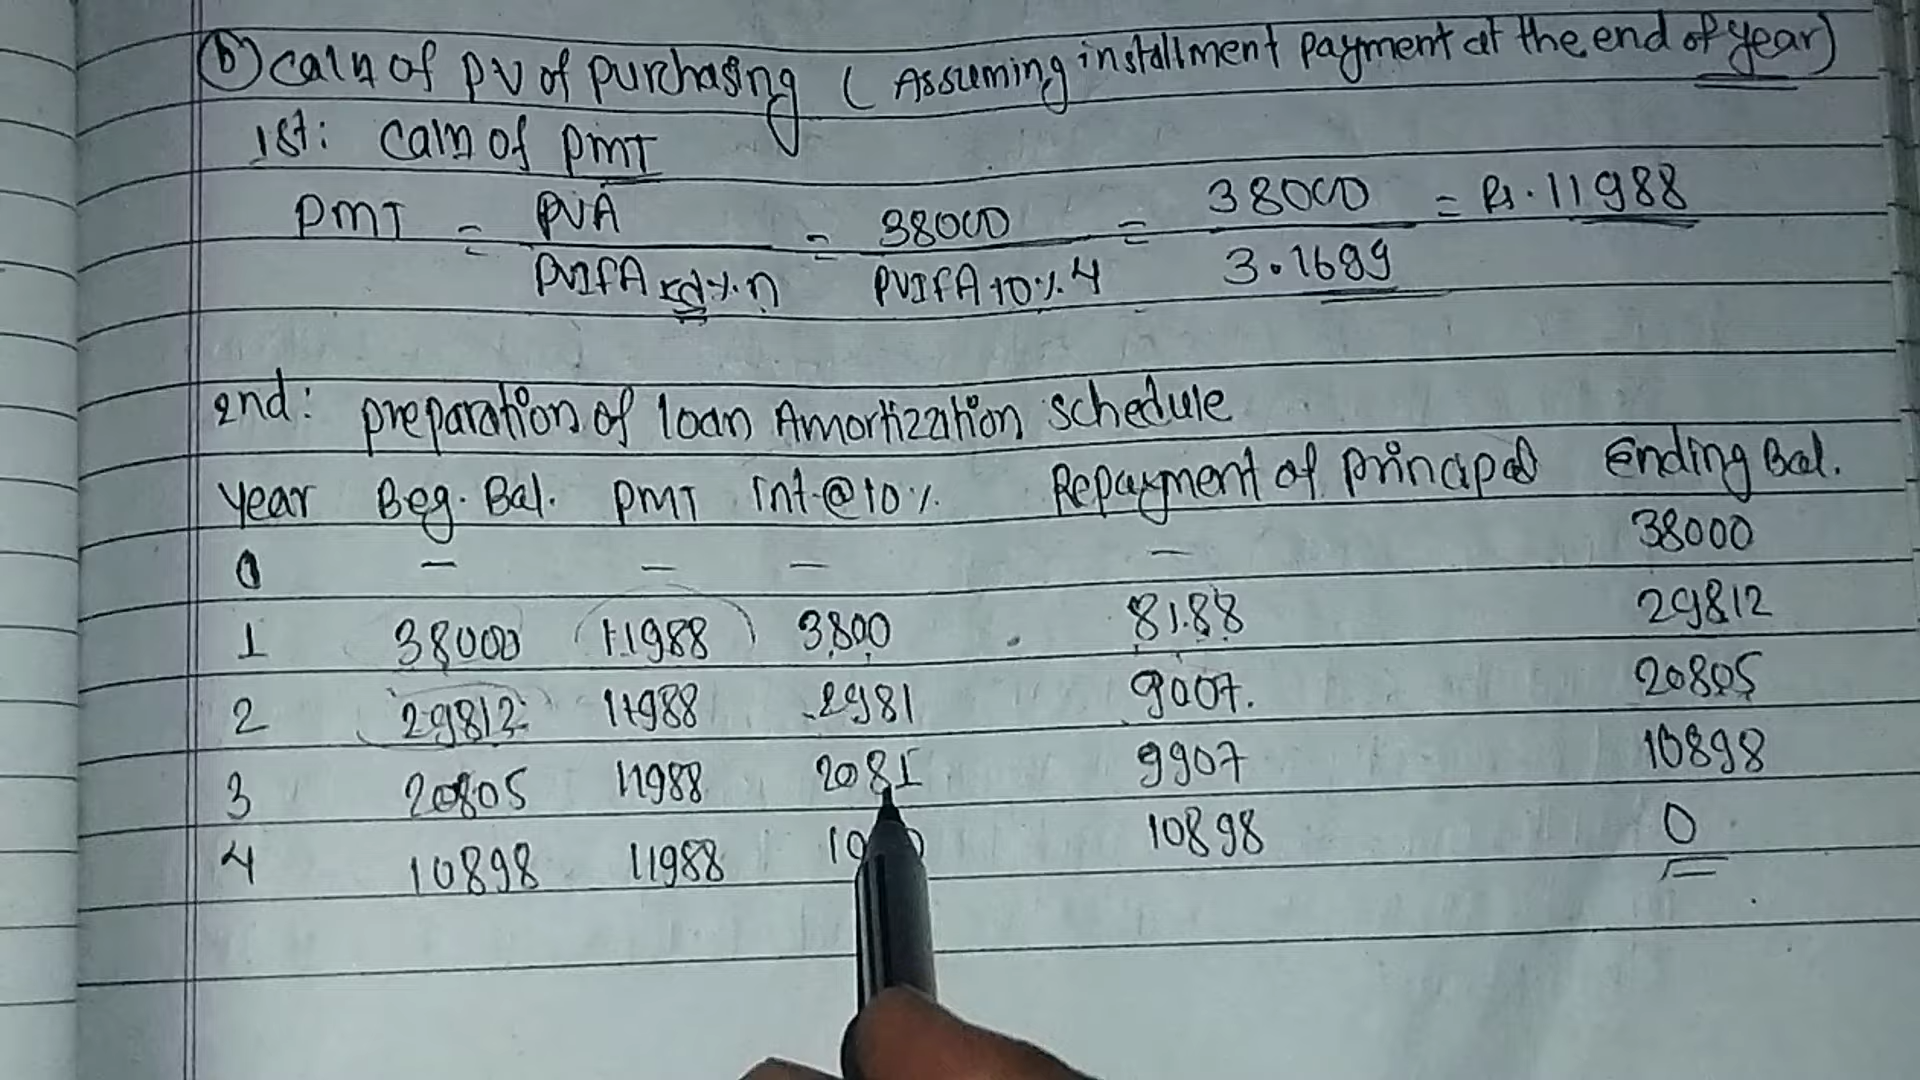 (b) Caln of PV of purchasing (Assuming installment payment at the end of year)
1st: Caln of PMT
PMT = PVA / PVIFA kd%.n = 38000 / PVIFA 10%.4 = 38000 / 3.1699 = Rs. 11988
2nd: preparation of loan Amortization schedule
Year Beg. Bal. PMT Int.@10% Repayment of principal Ending Bal.
0 - - - - 38000
1 38000 11988 3800 8188 29812
2 29812 11988 2981 9007 20805
3 20805 11988 2081 9907 10898
4 10898 11988 10898 0